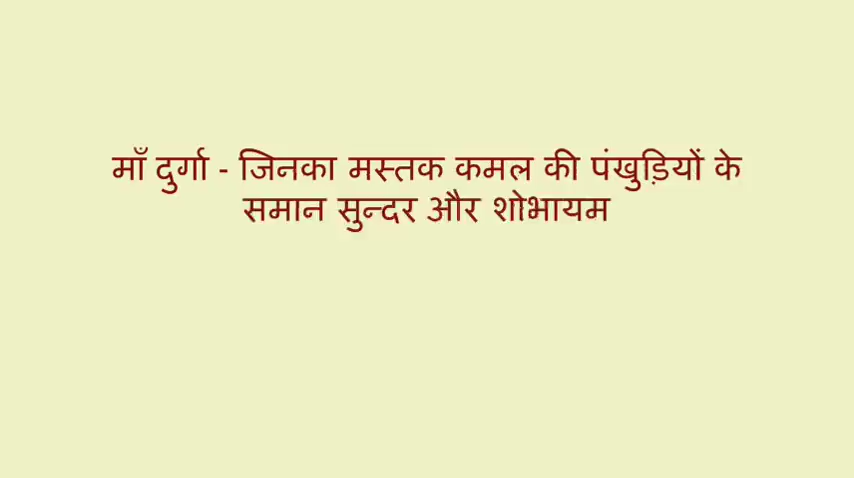 माँ दुर्गा - जिनका मस्तक कमल की पंखुड़ियों के
समान सुन्दर और शोभायम